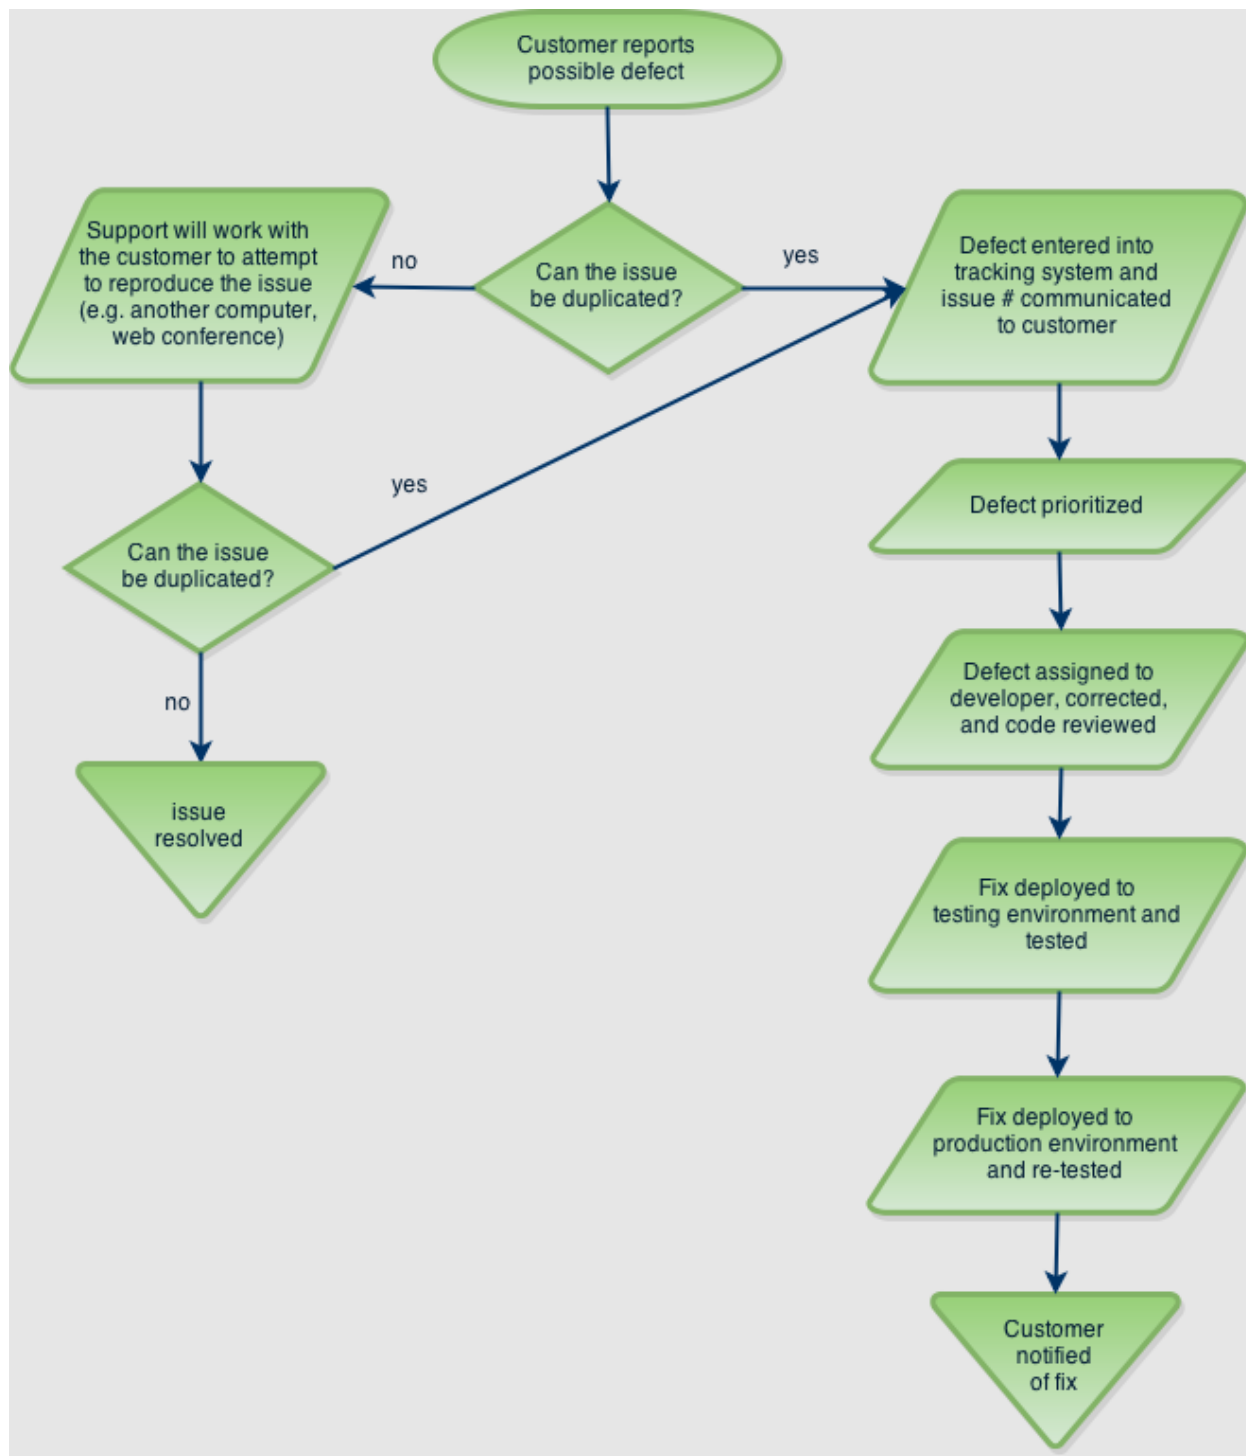 Customer reports
possible defect
Can the issue
be duplicated?
no
yes
Support will work with
the customer to attempt
to reproduce the issue
(e.g. another computer,
web conference)
Defect entered into
tracking system and
issue # communicated
to customer
Can the issue
be duplicated?
yes
no
issue
resolved
Defect prioritized
Defect assigned to
developer, corrected,
and code reviewed
Fix deployed to
testing environment and
tested
Fix deployed to
production environment
and re-tested
Customer
notified
of fix